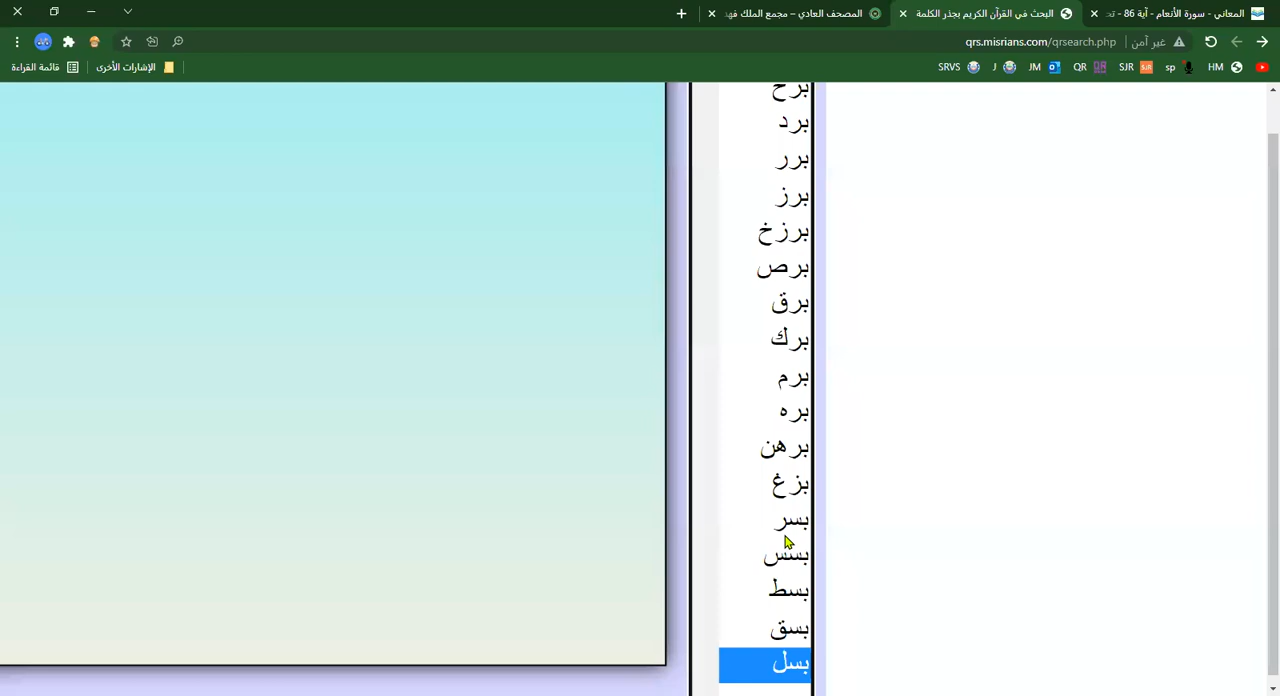 المعاني - سورة الأنعام - آية 86 - تح
البحث في القرآن الكريم بجذر الكلمة
المصحف العادي – مجمع الملك فهد
qrs.misrians.com/qrsearch.php
غير آمن
HM
sp
SJR
QR
JM
J
SRVS
الإشارات الأخرى
قائمة القراءة
برح
برد
برر
برز
برزخ
برص
برق
برك
برم
بره
برهن
بزغ
بسر
بسس
بسط
بسق
بسل